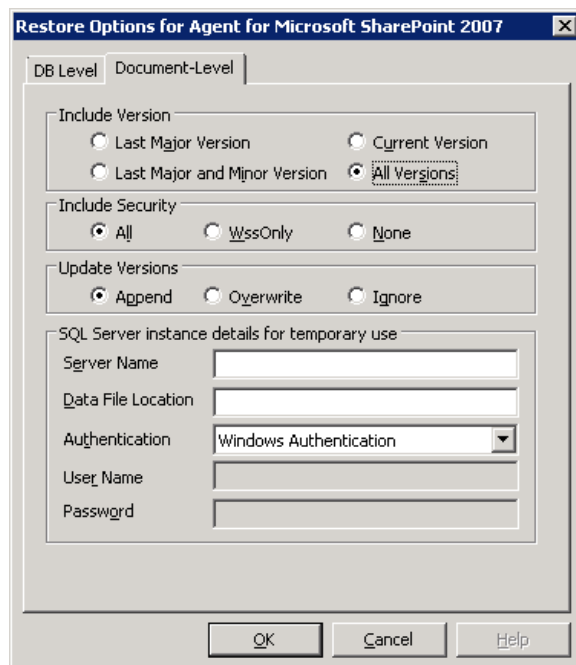 Restore Options for Agent for Microsoft SharePoint 2007
DB Level Document-Level
Include Version
Last Major Version Current Version
Last Major and Minor Version All Versions
Include Security
All WssOnly None
Update Versions
Append Overwrite Ignore
SQL Server instance details for temporary use
Server Name
Data File Location
Authentication Windows Authentication
User Name
Password
OK Cancel Help